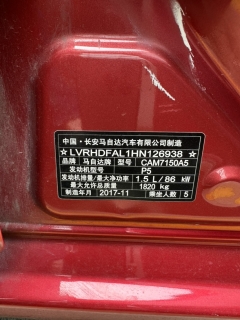 中国·长安马自达汽车有限公司制造
★LVRHDFAL1HN126938★
品牌 马自达牌 型号 CAM7150A5
发动机型号 P5
发动机排量/最大净功率 1.5 L/86 kW
最大允许总质量 1820 kg
制造年月 2017-11 乘坐人数 5